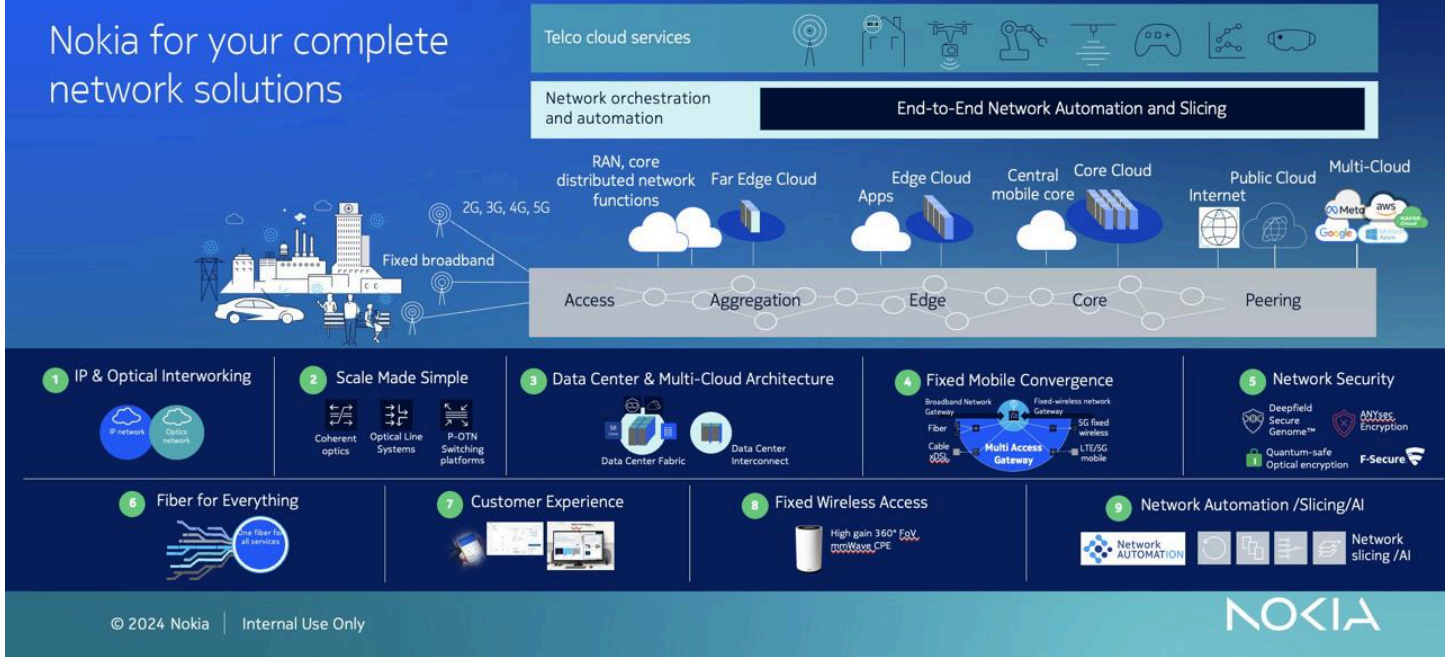 Nokia for your complete
network solutions
Telco cloud services
Network orchestration
and automation
End-to-End Network Automation and Slicing
RAN, core
distributed network
functions
Far Edge Cloud
Apps
Edge Cloud
Central
mobile core
Core Cloud
Internet
Public Cloud
Multi-Cloud
Meta
aws
NAVER
Cloud
Google
Microsoft
Azure
2G, 3G, 4G, 5G
Fixed broadband
Access
Aggregation
Edge
Core
Peering
1 IP & Optical Interworking
IP network
Optics
network
2 Scale Made Simple
Coherent
optics
Optical Line
Systems
P-OTN
Switching
platforms
3 Data Center & Multi-Cloud Architecture
SR
Data Center Fabric
Data Center
Interconnect
4 Fixed Mobile Convergence
Broadband Network
Gateway
Fixed-wireless network
Gateway
Fiber
5G fixed
wireless
Cable
xDSL
Multi Access
Gateway
LTE/5G
mobile
5 Network Security
Deepfield
Secure
Genome™
ANYsec
Encryption
Quantum-safe
Optical encryption
F-Secure
6 Fiber for Everything
One fiber for
all services
7 Customer Experience
8 Fixed Wireless Access
High gain 360° FoV
mmWave CPE
9 Network Automation /Slicing/AI
Network
AUTOMATION
Network
slicing /AI
© 2024 Nokia
Internal Use Only
NOKIA